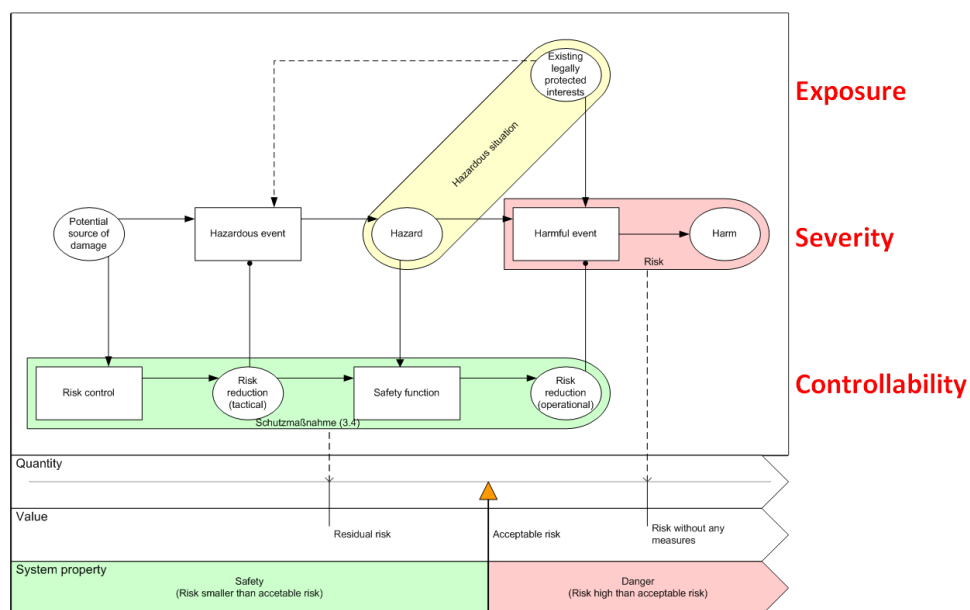 Existing
legally
protected
interests
Exposure
Hazardous situation
Potential
source of
damage
Hazardous event
Hazard
Harmful event
Harm
Severity
Risk
Risk control
Risk
reduction
(tactical)
Safety function
Risk
reduction
(operational)
Controllability
Schutzmaßnahme (3.4)
Quantity
Value
Residual risk
Acceptable risk
Risk without any
measures
System property
Safety
(Risk smaller than accetable risk)
Danger
(Risk high than acceptable risk)